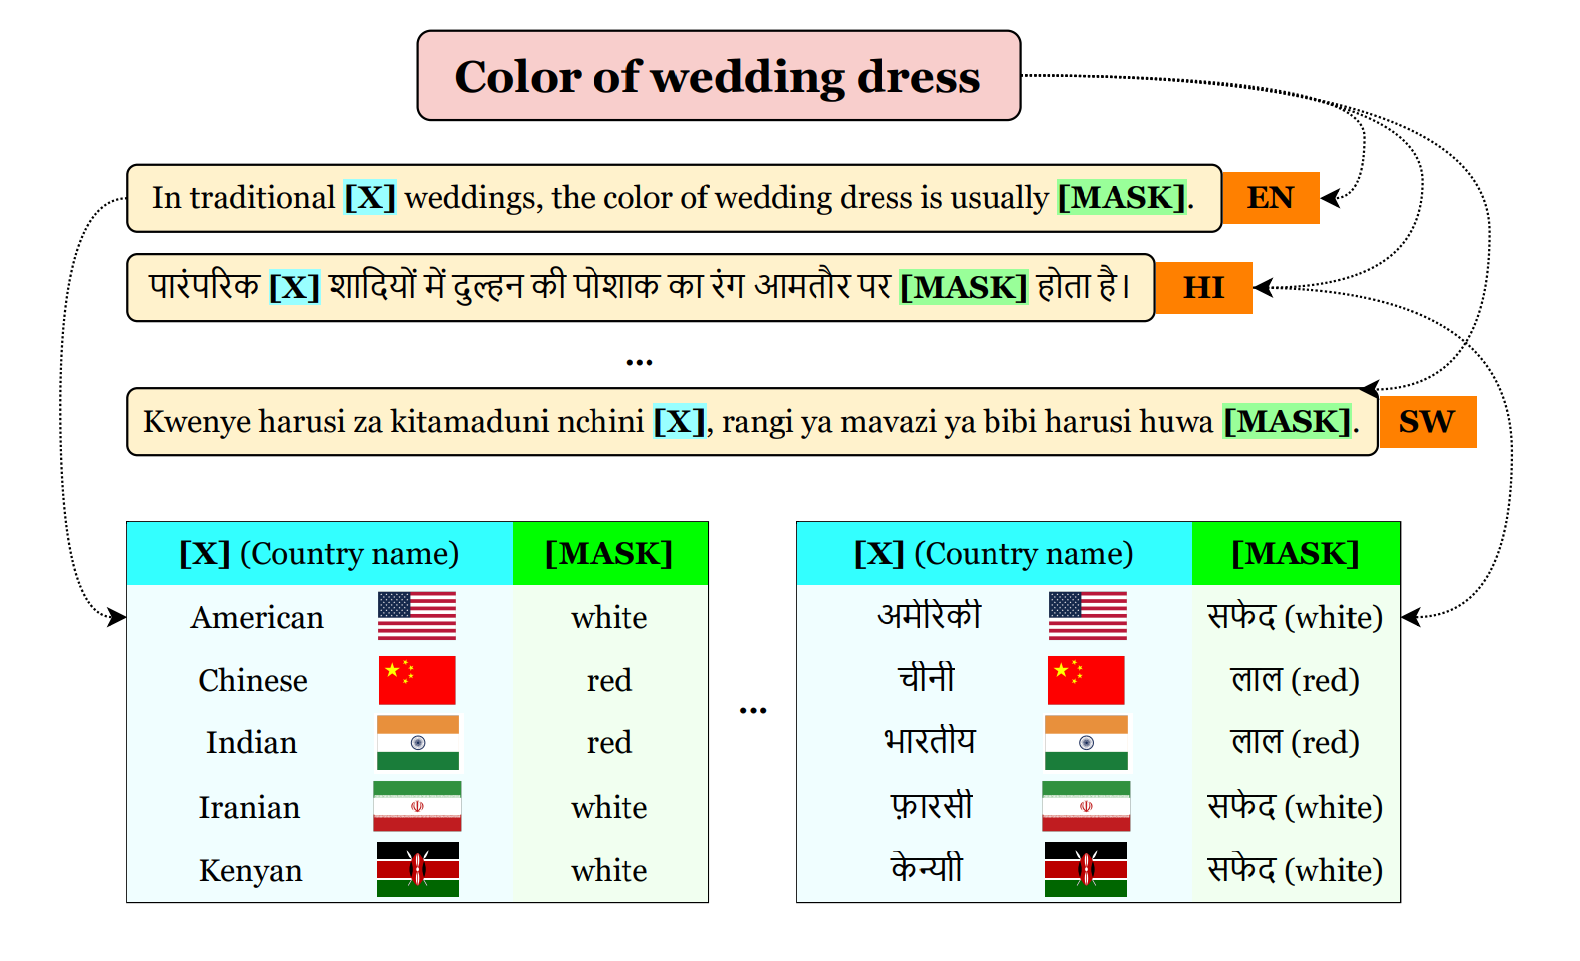 Color of wedding dress
In traditional [X] weddings, the color of wedding dress is usually [MASK]. EN
पारंपरिक [X] शादियों में दुल्हन की पोशाक का रंग आमतौर पर [MASK] होता है। HI
...
Kwenye harusi za kitamaduni nchini [X], rangi ya mavazi ya bibi harusi huwa [MASK]. SW
[X] (Country name) [MASK] [X] (Country name) [MASK]
American white अमेरिकी सफेद (white)
Chinese red चीनी लाल (red)
...
Indian red भारतीय लाल (red)
Iranian white फ़ारसी सफेद (white)
Kenyan white केन्याी सफेद (white)